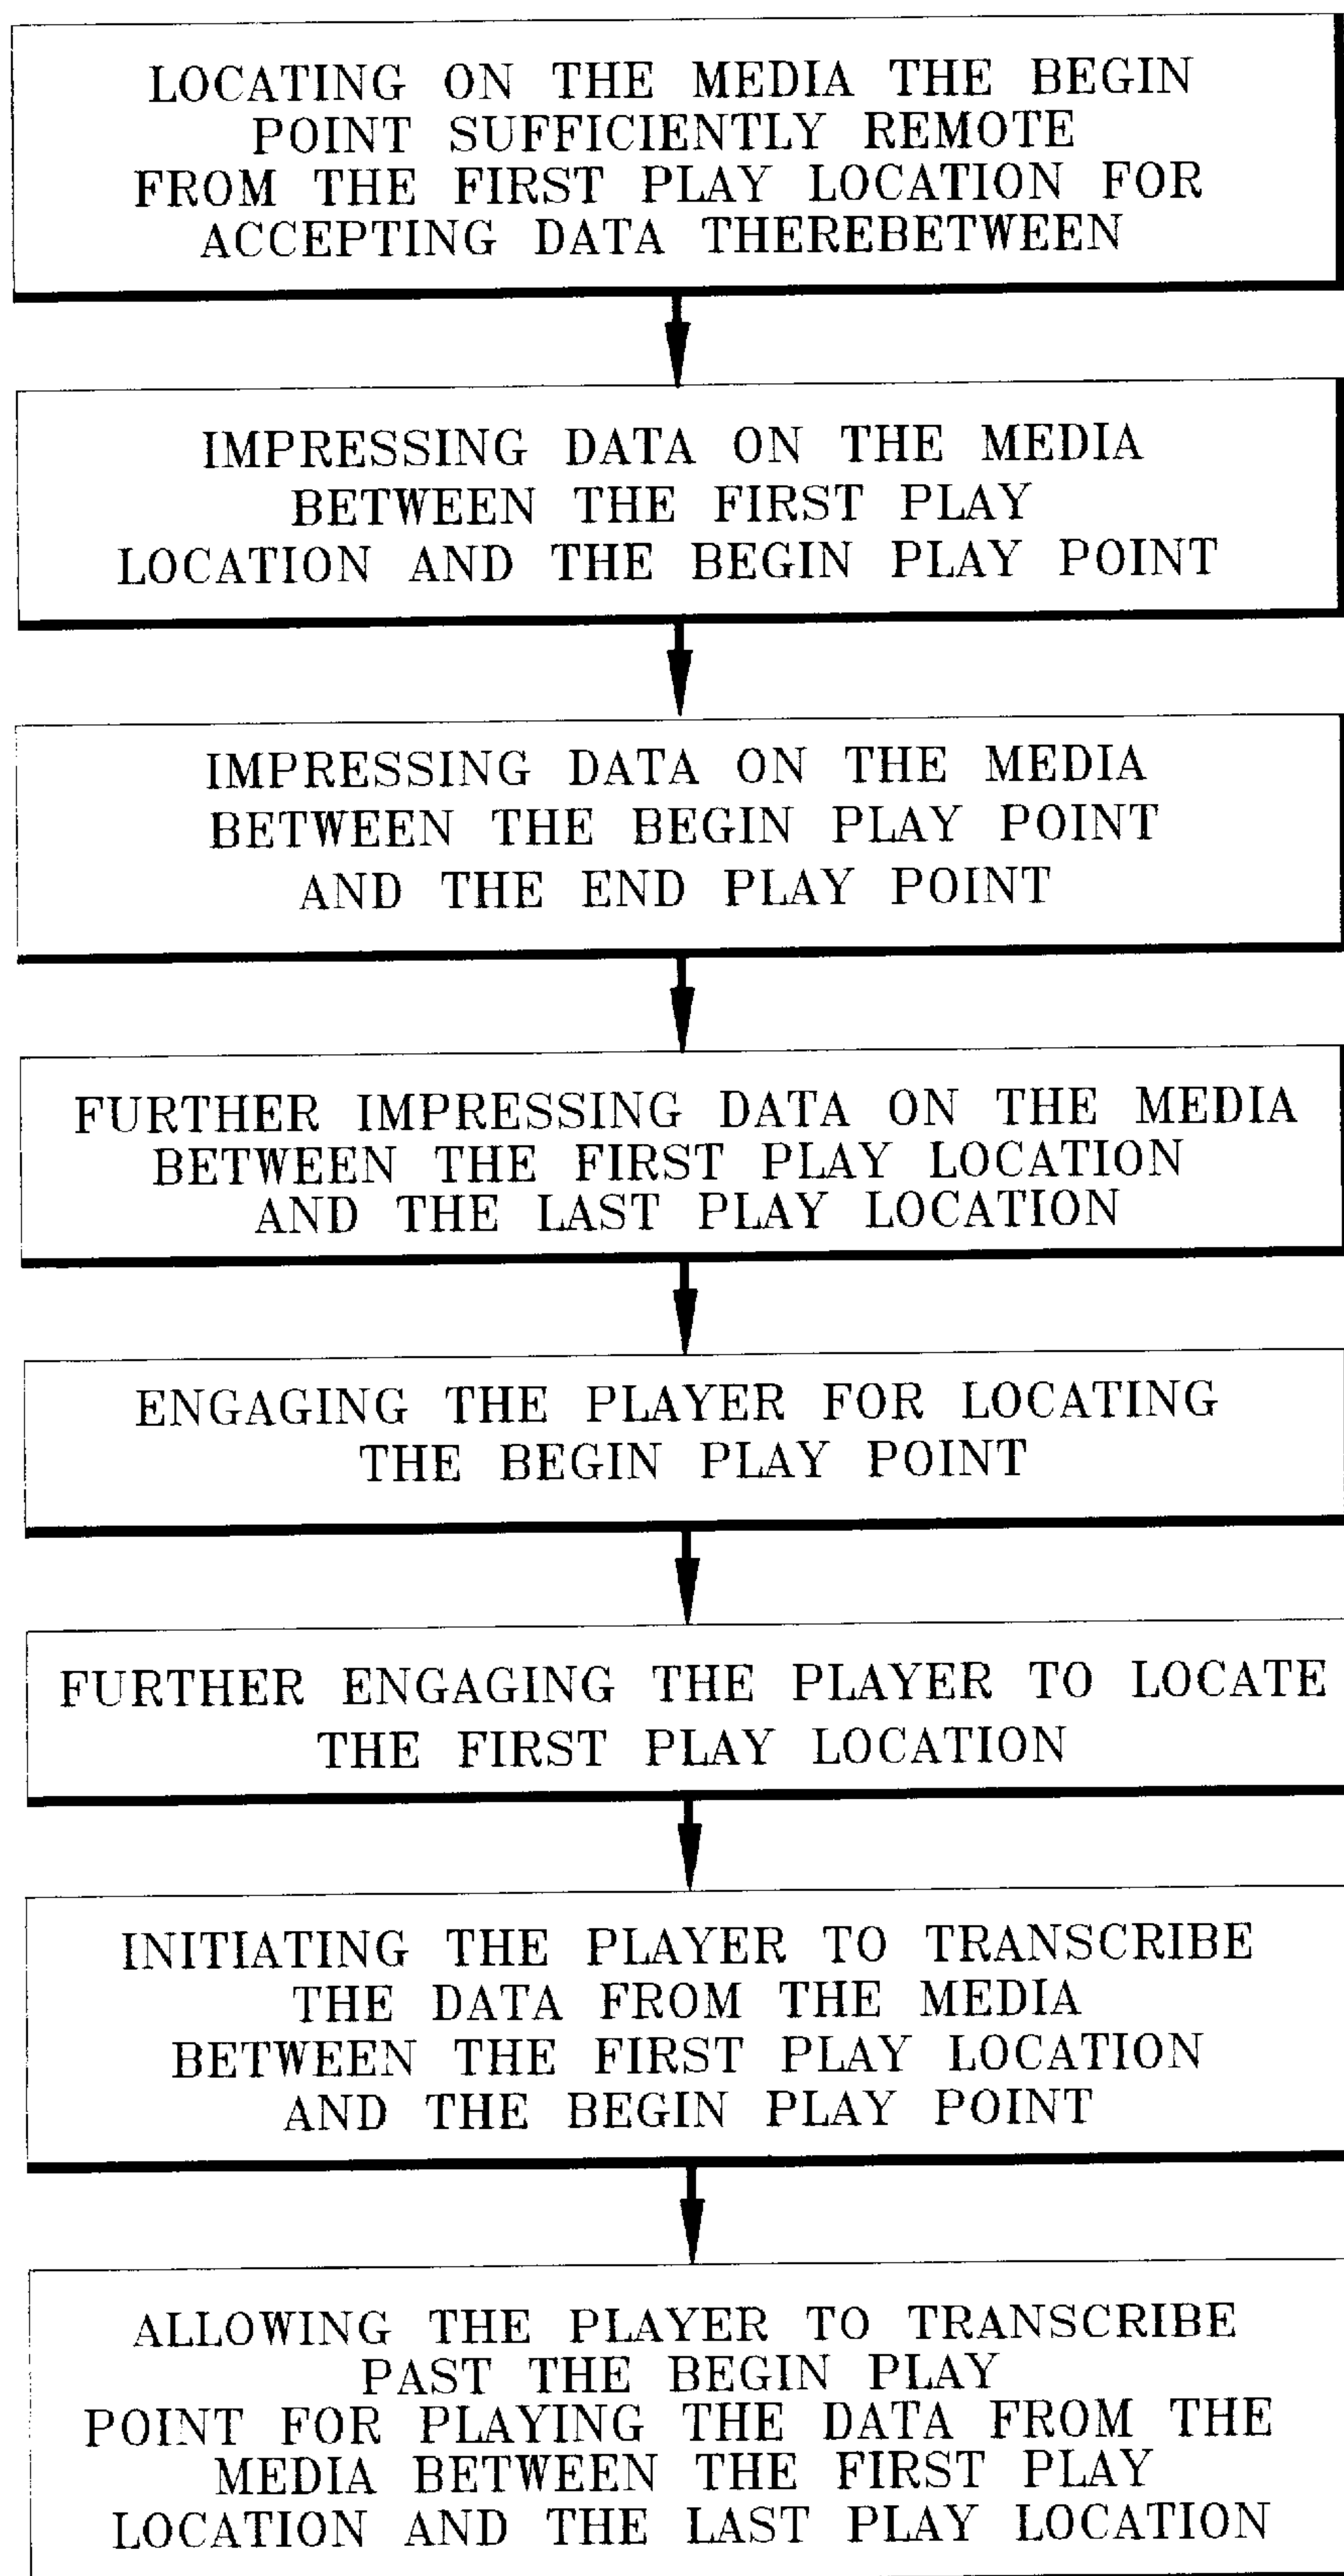 LOCATING ON THE MEDIA THE BEGIN
POINT SUFFICIENTLY REMOTE
FROM THE FIRST PLAY LOCATION FOR
ACCEPTING DATA THEREBETWEEN
IMPRESSING DATA ON THE MEDIA
BETWEEN THE FIRST PLAY
LOCATION AND THE BEGIN PLAY POINT
IMPRESSING DATA ON THE MEDIA
BETWEEN THE BEGIN PLAY POINT
AND THE END PLAY POINT
FURTHER IMPRESSING DATA ON THE MEDIA
BETWEEN THE FIRST PLAY LOCATION
AND THE LAST PLAY LOCATION
ENGAGING THE PLAYER FOR LOCATING
THE BEGIN PLAY POINT
FURTHER ENGAGING THE PLAYER TO LOCATE
THE FIRST PLAY LOCATION
INITIATING THE PLAYER TO TRANSCRIBE
THE DATA FROM THE MEDIA
BETWEEN THE FIRST PLAY LOCATION
AND THE BEGIN PLAY POINT
ALLOWING THE PLAYER TO TRANSCRIBE
PAST THE BEGIN PLAY
POINT FOR PLAYING THE DATA FROM THE
MEDIA BETWEEN THE FIRST PLAY
LOCATION AND THE LAST PLAY LOCATION